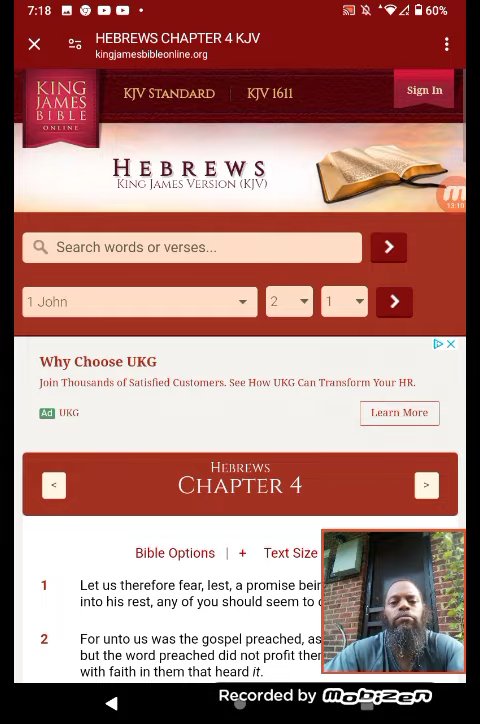 7:18
60%
HEBREWS CHAPTER 4 KJV
kingjamesbibleonline.org
KING
JAMES
BIBLE
ONLINE
KJV STANDARD
KJV 1611
Sign In
HEBREWS
KING JAMES VERSION (KJV)
13:10
Search words or verses...
1 John
2
1
Why Choose UKG
Join Thousands of Satisfied Customers. See How UKG Can Transform Your HR.
Ad UKG
Learn More
<
HEBREWS
CHAPTER 4
>
Bible Options | + Text Size
1 Let us therefore fear, lest, a promise
into his rest, any of you should seem to
2 For unto us was the gospel preached, as
but the word preached did not profit
with faith in them that heard it.
Recorded by Mobizen